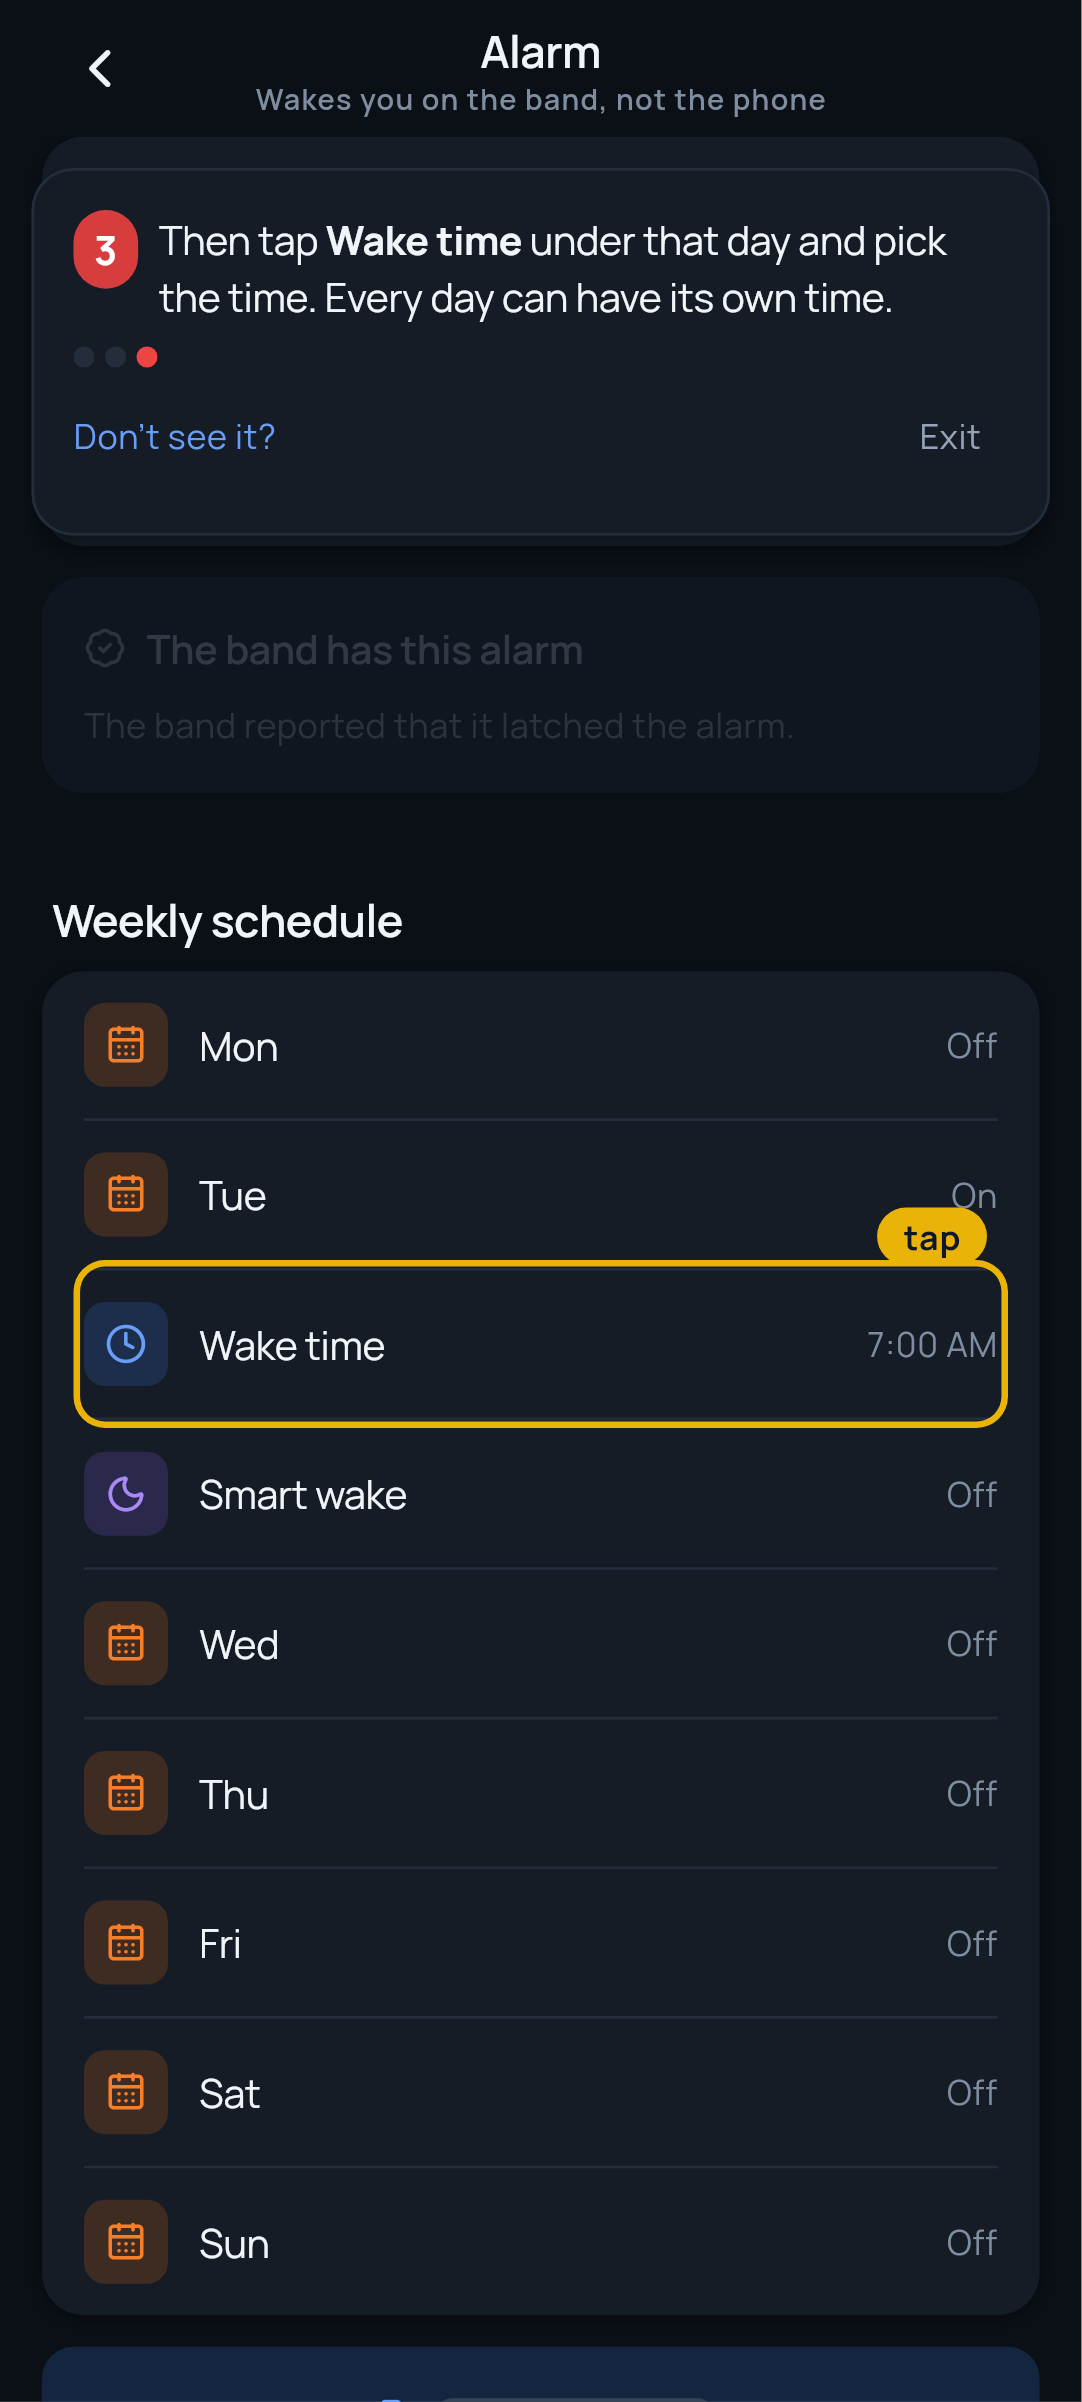 Alarm
Wakes you on the band, not the phone
3
Then tap Wake time under that day and pick
the time. Every day can have its own time.
Don't see it?
Exit
The band has this alarm
The band reported that it latched the alarm.
Weekly schedule
Mon
Off
Tue
On
tap
Wake time
7:00 AM
Smart wake
Off
Wed
Off
Thu
Off
Fri
Off
Sat
Off
Sun
Off